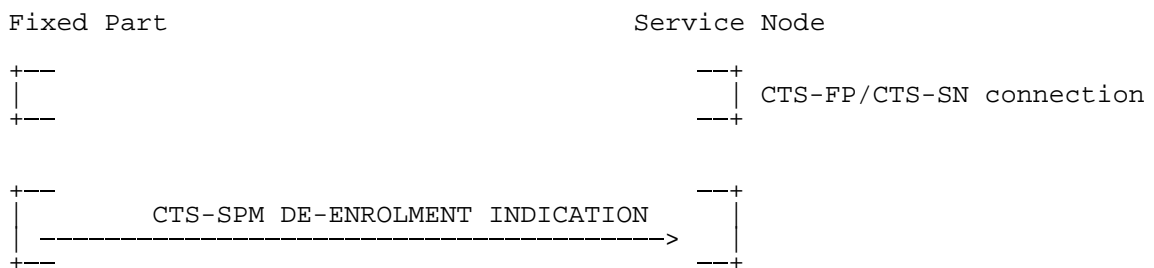 Fixed Part Service Node
CTS-FP/CTS-SN connection
CTS-SPM DE-ENROLMENT INDICATION